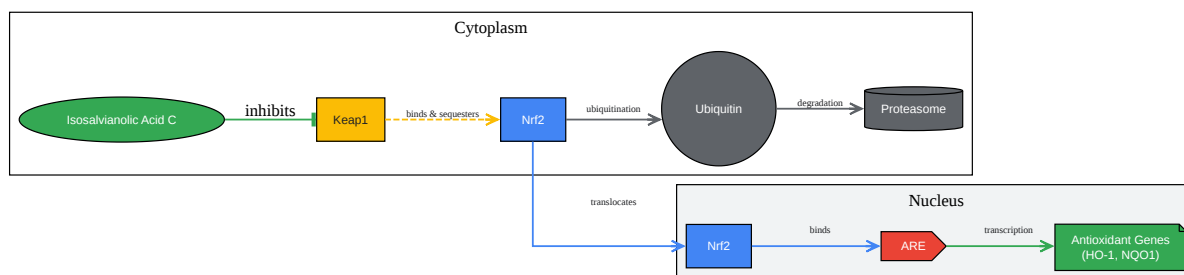 Cytoplasm
Isosalvianolic Acid C
inhibits
Keap1
binds & sequesters
Nrf2
ubiquitination
Ubiquitin
degradation
Proteasome
translocates
Nucleus
Nrf2
binds
ARE
transcription
Antioxidant Genes
(HO-1, NQO1)